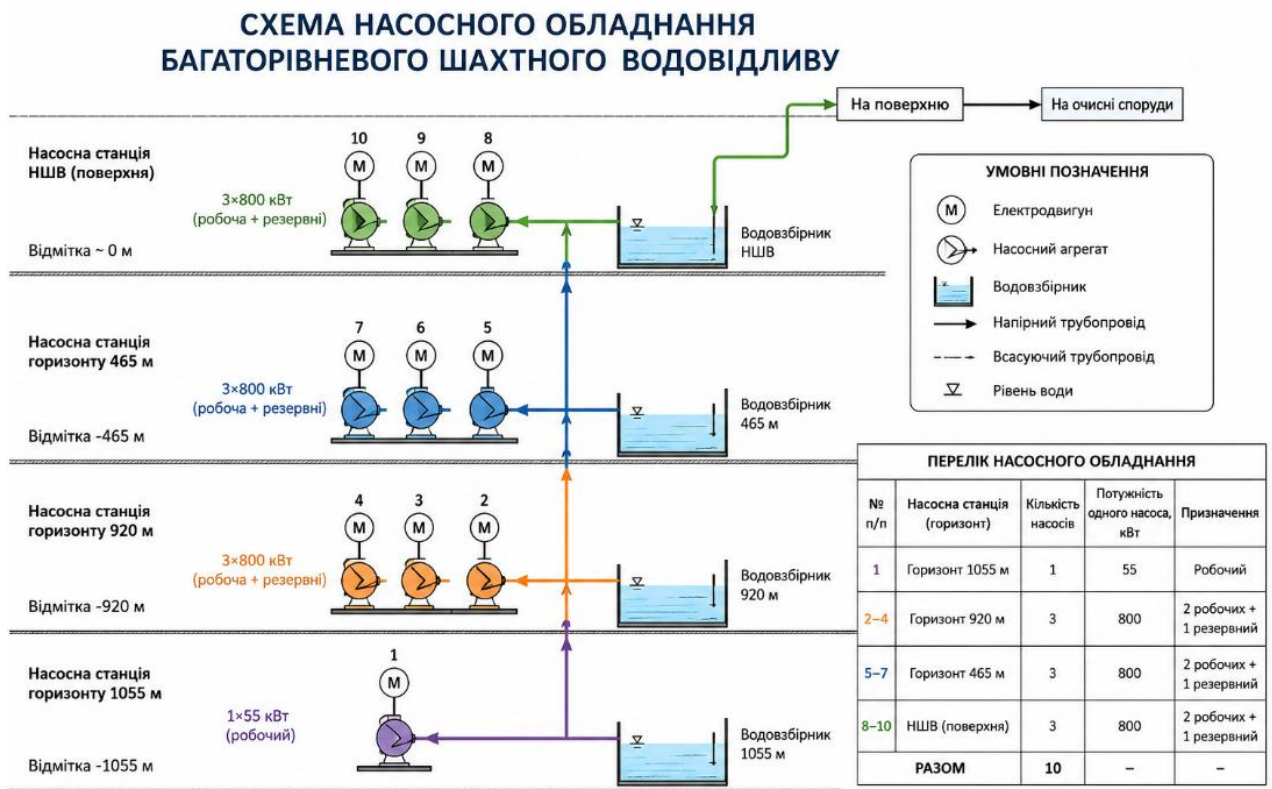 СХЕМА НАСОСНОГО ОБЛАДНАННЯ
БАГАТОРІВНЕВОГО ШАХТНОГО ВОДОВІДЛИВУ
На поверхню
На очисні споруди
Насосна станція
НШВ (поверхня)
3×800 кВт
(робоча + резервні)
Відмітка ~ 0 м
10
9
8
М
М
М
Водовзбірник
НШВ
УМОВНІ ПОЗНАЧЕННЯ
М
Електродвигун
Насосний агрегат
Водовзбірник
Напірний трубопровід
Всасуючий трубопровід
Рівень води
Насосна станція
горизонту 465 м
3×800 кВт
(робоча + резервні)
Відмітка -465 м
7
6
5
М
М
М
Водовзбірник
465 м
Насосна станція
горизонту 920 м
3×800 кВт
(робоча + резервні)
Відмітка -920 м
4
3
2
М
М
М
Водовзбірник
920 м
Насосна станція
горизонту 1055 м
1×55 кВт
(робочий)
Відмітка -1055 м
1
М
Водовзбірник
1055 м
ПЕРЕЛІК НАСОСНОГО ОБЛАДНАННЯ
№ п/п Насосна станція (горизонт) Кількість насосів Потужність одного насоса, кВт Призначення
1 Горизонт 1055 м 1 55 Робочий
2–4 Горизонт 920 м 3 800 2 робочих + 1 резервний
5–7 Горизонт 465 м 3 800 2 робочих + 1 резервний
8–10 НШВ (поверхня) 3 800 2 робочих + 1 резервний
РАЗОМ 10 – –